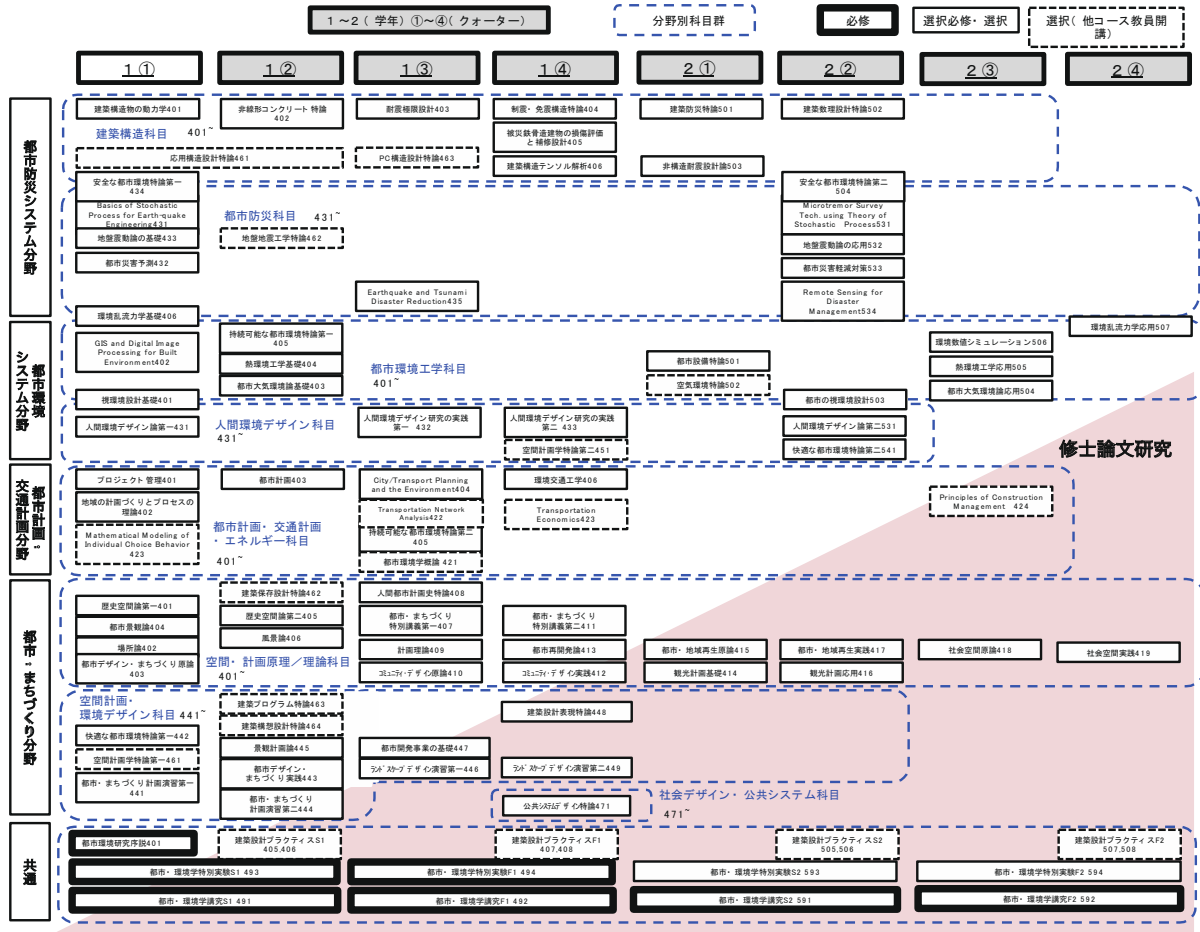 １～２（学年）①～④（クォーター）
分野別科目群
必修
選択必修・選択
選択（他コース教員開
講）
１①
１②
１③
１④
２①
２②
２③
２④
都市防災システム分野
建築構造物の動力学401
非線形コンクリート特論
402
耐震極限設計403
制震・免震構造特論404
建築防災特論501
建築数理設計特論502
建築構造科目 401~
被災鉄骨造建物の損傷評価
と補修設計405
応用構造設計特論461
PC構造設計特論463
建築構造テンソル解析406
非構造耐震設計論503
安全な都市環境特論第一
434
安全な都市環境特論第二
504
Basics of Stochastic
Process for Earth-quake
Engineering431
都市防災科目 431~
Microtremor Survey
Tech. using Theory of
Stochastic Process531
地盤震動論の基礎433
地盤地震工学特論462
地盤震動論の応用532
都市災害予測432
都市災害軽減対策533
Earthquake and Tsunami
Disaster Reduction435
Remote Sensing for
Disaster
Management534
都市環境
システム分野
環境乱流力学基礎406
環境乱流力学応用507
GIS and Digital Image
Processing for Built
Environment402
持続可能な都市環境特論第一
405
環境数値シミュレーション506
熱環境工学基礎404
都市環境工学科目
401~
都市設備特論501
熱環境工学応用505
都市大気環境論基礎403
空気環境特論502
都市大気環境論応用504
視環境設計基礎401
都市の視環境設計503
人間環境デザイン論第一431
人間環境デザイン科目
431~
人間環境デザイン研究の実践
第一 432
人間環境デザイン研究の実践
第二 433
人間環境デザイン論第二531
空間計画学特論第二451
快適な都市環境特論第二541
修士論文研究
都市計画・
交通計画分野
プロジェクト管理401
都市計画403
City/Transport Planning
and the Environment404
環境交通工学406
地域の計画づくりとプロセスの
理論402
Principles of Construction
Management 424
Transportation Network
Analysis422
Transportation
Economics423
Mathematical Modeling of
Individual Choice Behavior
423
都市計画・交通計画
・エネルギー科目
401~
持続可能な都市環境特論第二
405
都市環境学概論 421
都市・まちづくり分野
建築保存設計特論462
人間都市計画史特論408
歴史空間論第一401
歴史空間論第二405
都市・まちづくり
特別講義第一407
都市・まちづくり
特別講義第二411
都市景観論404
風景論406
場所論402
計画理論409
都市再開発論413
都市・地域再生原論415
都市・地域再生実践417
社会空間原論418
社会空間実践419
都市デザイン・まちづくり原論
403
空間・計画原理／理論科目
401~
コミュニティ・デザイン原論410
コミュニティ・デザイン実践412
観光計画基礎414
観光計画応用416
空間計画・
環境デザイン科目 441~
建築プログラム特論463
建築設計表現特論448
建築構想設計特論464
快適な都市環境特論第一442
景観計画論445
都市開発事業の基礎447
空間計画学特論第一461
都市デザイン・
まちづくり実践443
ランドスケープデザイン演習第一446
ランドスケープデザイン演習第二449
都市・まちづくり計画演習第一
441
都市・まちづくり
計画演習第二444
公共システムデザイン特論471
社会デザイン・公共システム科目
471~
共通
都市環境研究序説401
建築設計プラクティスS1
405,406
建築設計プラクティスF1
407,408
建築設計プラクティスS2
505,506
建築設計プラクティスF2
507,508
都市・環境学特別実験S1 493
都市・環境学特別実験F1 494
都市・環境学特別実験S2 593
都市・環境学特別実験F2 594
都市・環境学講究S1 491
都市・環境学講究F1 492
都市・環境学講究S2 591
都市・環境学講究F2 592